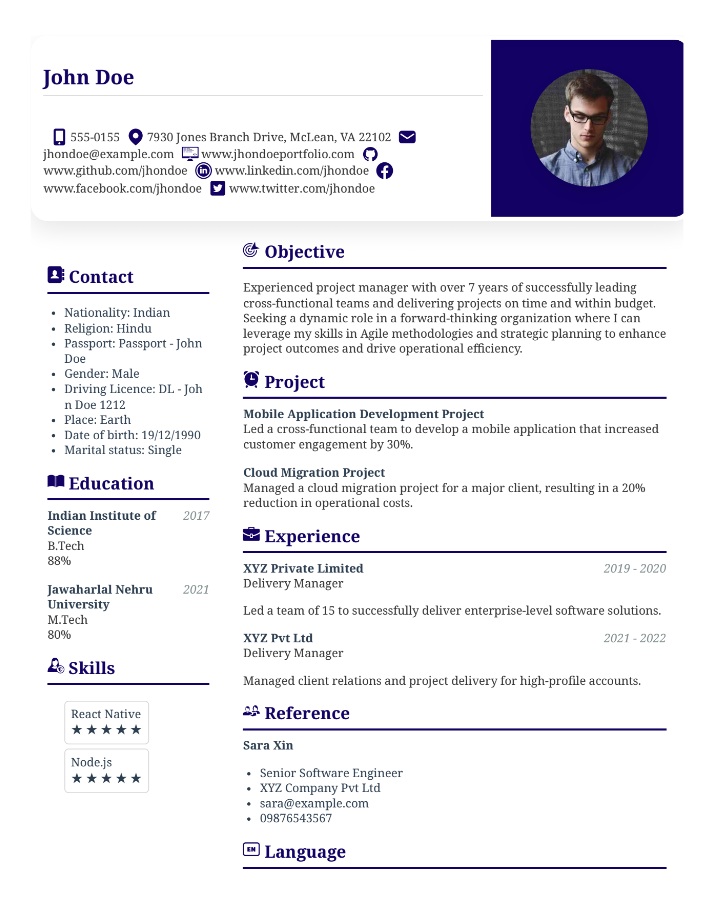 John Doe
555-0155 7930 Jones Branch Drive, McLean, VA 22102
jhondoe@example.com www.jhondoeportfolio.com
www.github.com/jhondoe www.linkedin.com/jhondoe
www.facebook.com/jhondoe www.twitter.com/jhondoe
Contact
• Nationality: Indian
• Religion: Hindu
• Passport: Passport - John
Doe
• Gender: Male
• Driving Licence: DL - Joh
n Doe 1212
• Place: Earth
• Date of birth: 19/12/1990
• Marital status: Single
Education
Indian Institute of 2017
Science
B.Tech
88%
Jawaharlal Nehru 2021
University
M.Tech
80%
Skills
React Native
★ ★ ★ ★ ★
Node.js
★ ★ ★ ★ ★
Objective
Experienced project manager with over 7 years of successfully leading
cross-functional teams and delivering projects on time and within budget.
Seeking a dynamic role in a forward-thinking organization where I can
leverage my skills in Agile methodologies and strategic planning to enhance
project outcomes and drive operational efficiency.
Project
Mobile Application Development Project
Led a cross-functional team to develop a mobile application that increased
customer engagement by 30%.
Cloud Migration Project
Managed a cloud migration project for a major client, resulting in a 20%
reduction in operational costs.
Experience
XYZ Private Limited 2019 - 2020
Delivery Manager
Led a team of 15 to successfully deliver enterprise-level software solutions.
XYZ Pvt Ltd 2021 - 2022
Delivery Manager
Managed client relations and project delivery for high-profile accounts.
Reference
Sara Xin
• Senior Software Engineer
• XYZ Company Pvt Ltd
• sara@example.com
• 09876543567
EN Language